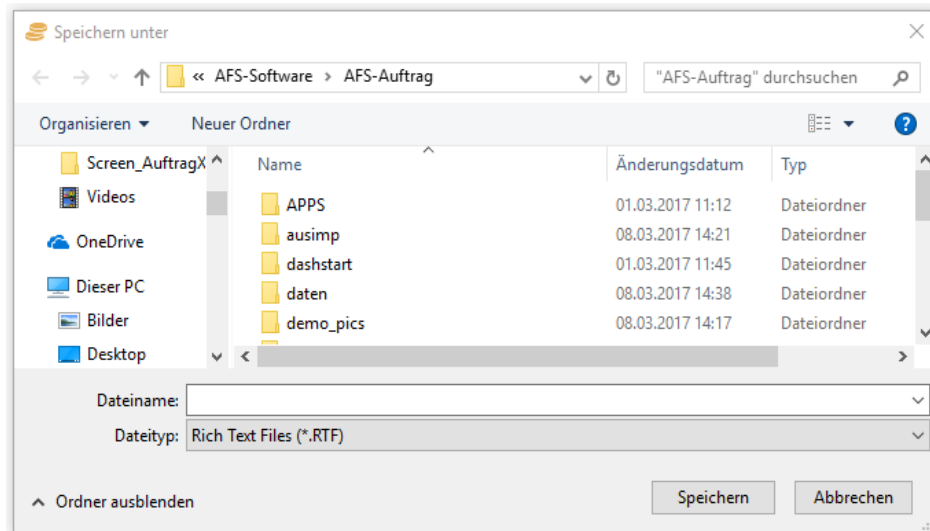 Speichern unter
« AFS-Software > AFS-Auftrag "AFS-Auftrag" durchsuchen
Organisieren Neuer Ordner
Screen_AuftragX
Videos
OneDrive
Dieser PC
Bilder
Desktop
Name Änderungsdatum Typ
APPS 01.03.2017 11:12 Dateiordner
ausimp 08.03.2017 14:21 Dateiordner
dashstart 01.03.2017 11:45 Dateiordner
daten 08.03.2017 14:38 Dateiordner
demo_pics 08.03.2017 14:17 Dateiordner
Dateiname:
Dateityp: Rich Text Files (*.RTF)
Ordner ausblenden Speichern Abbrechen